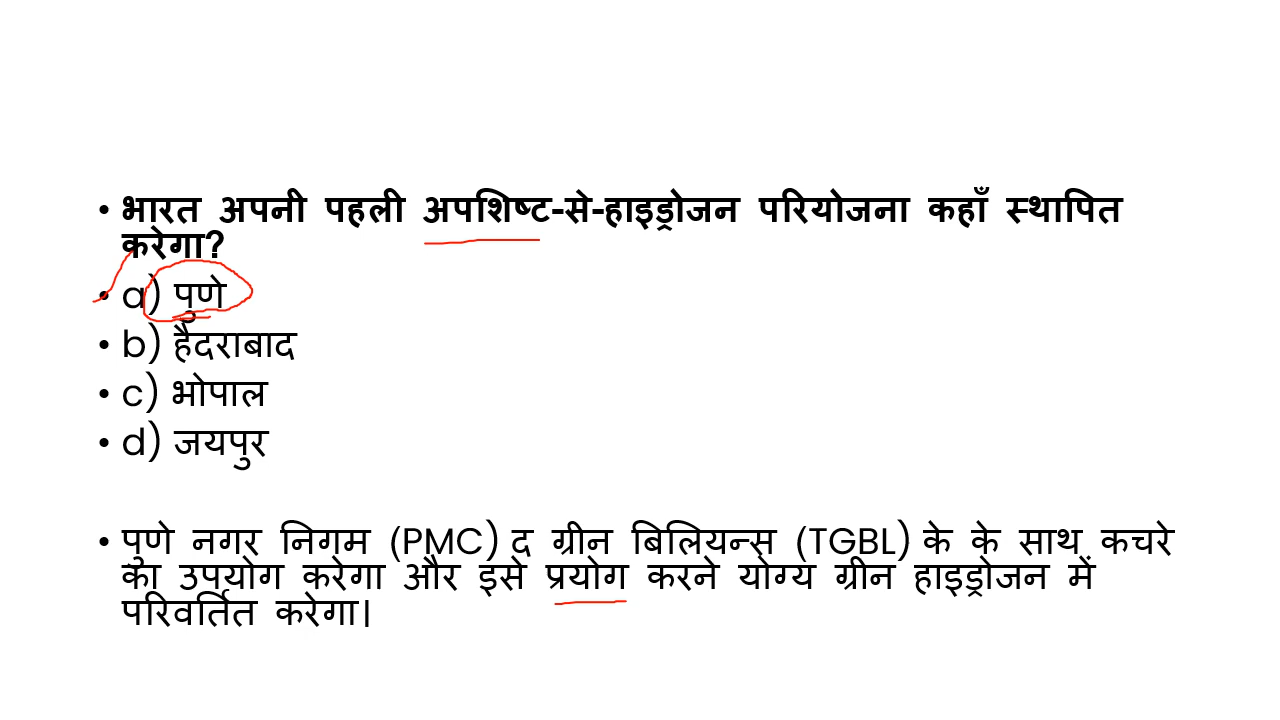 • भारत अपनी पहली अपशिष्ट-से-हाइड्रोजन परियोजना कहाँ स्थापित
करेगा?
• a) पुणे
• b) हैदराबाद
• c) भोपाल
• d) जयपुर
• पुणे नगर निगम (PMC) द ग्रीन बिलियन्स (TGBL) के के साथ कचरे
का उपयोग करेगा और इसे प्रयोग करने योग्य ग्रीन हाइड्रोजन में
परिवर्तित करेगा।